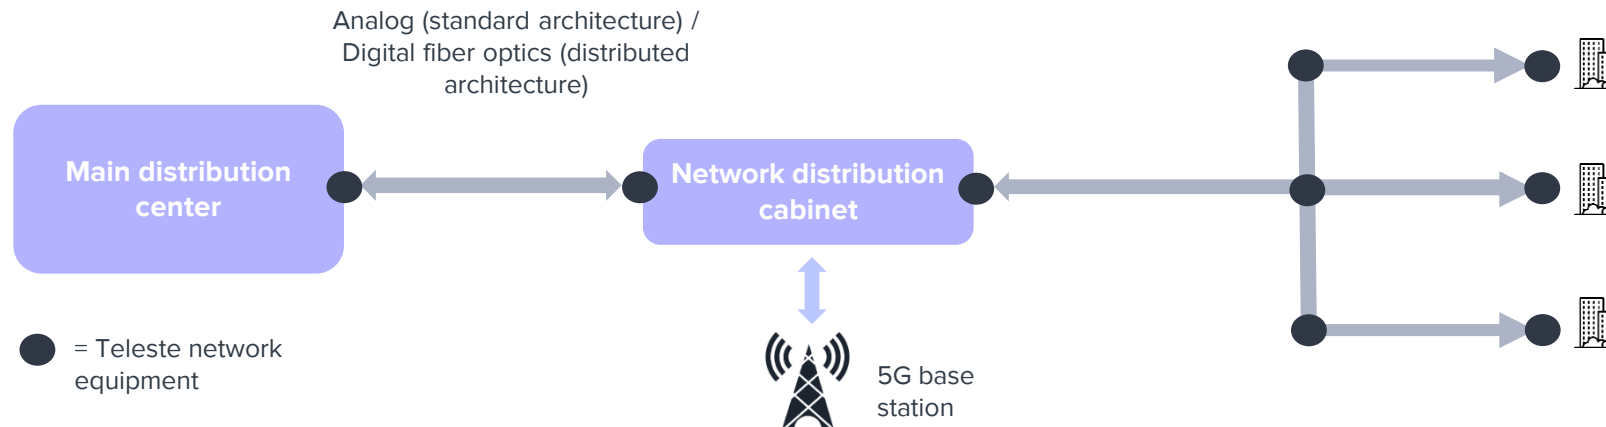 Analog (standard architecture) /
Digital fiber optics (distributed
architecture)
Main distribution
center
Network distribution
cabinet
= Teleste network
equipment
5G base
station